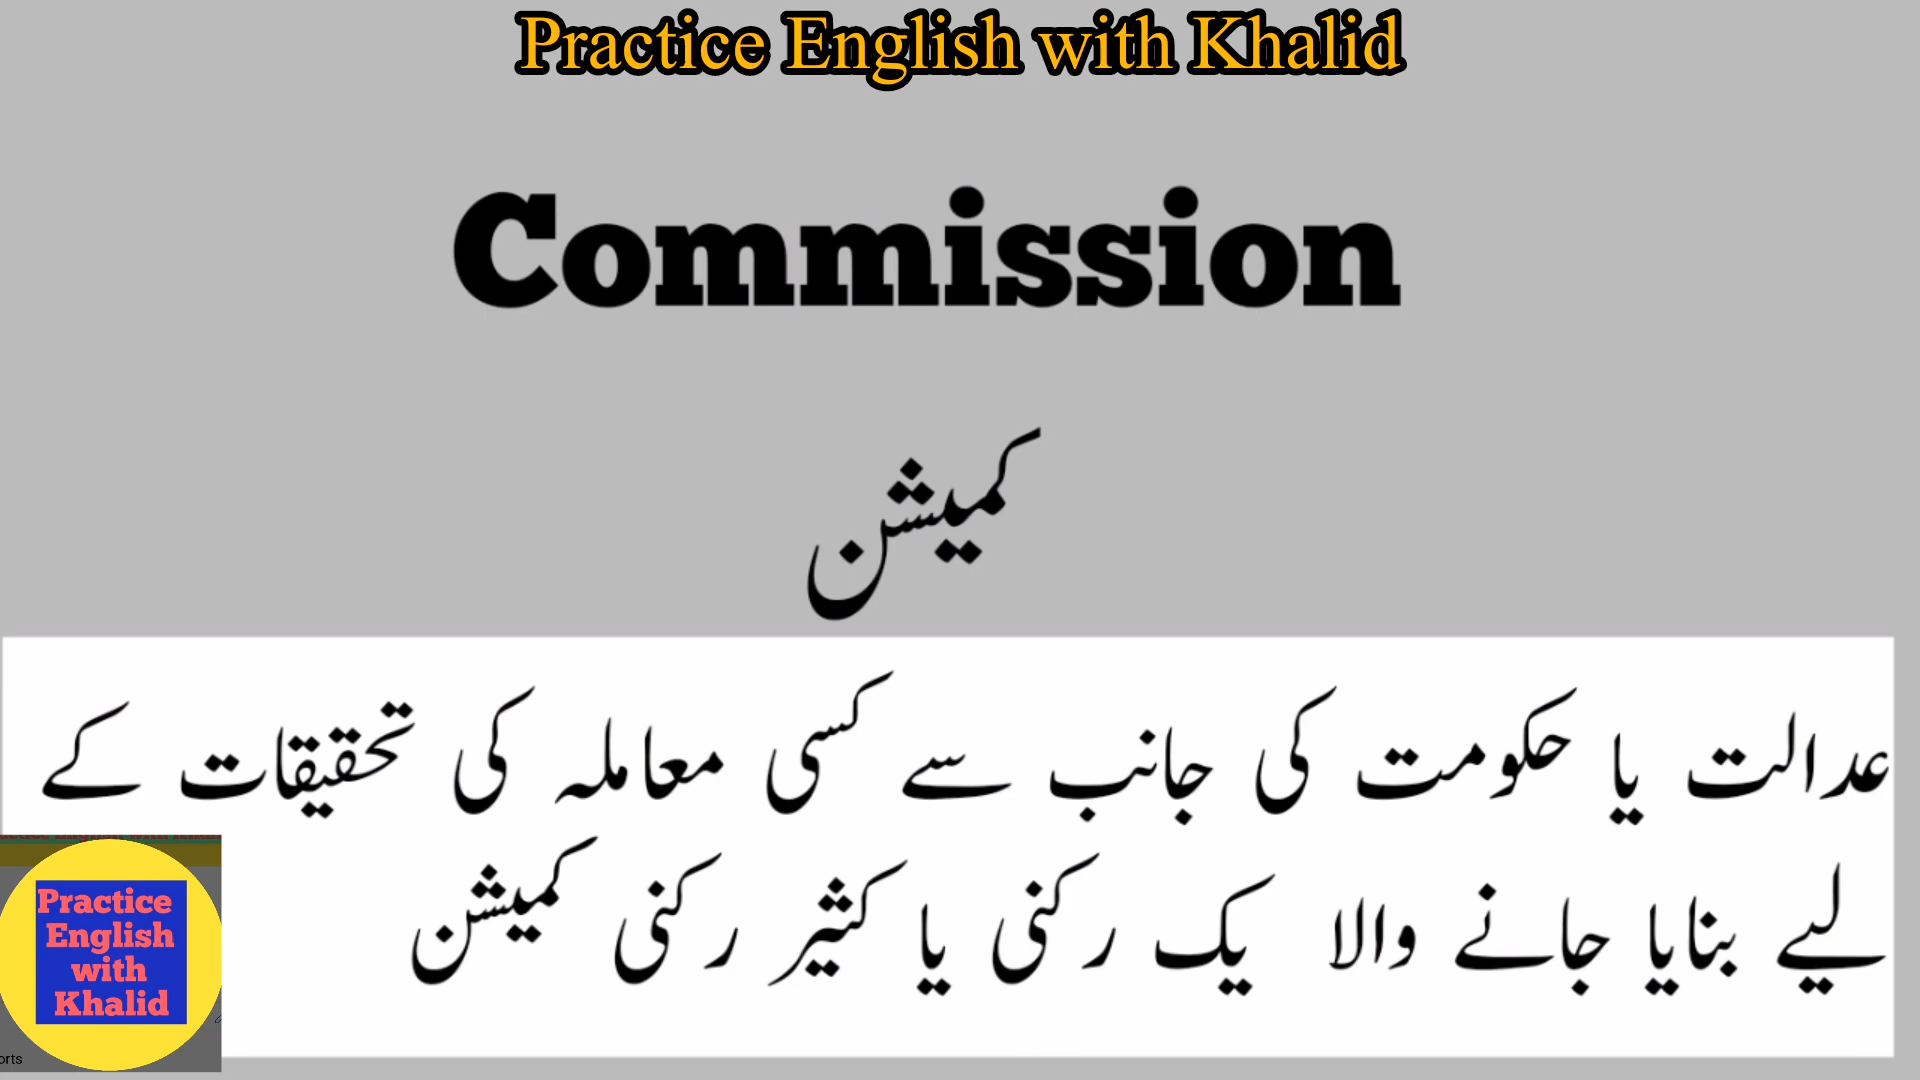 Practice English with Khalid
Commission
کمیشن
عدالت یا حکومت کی جانب سے کسی معاملہ کی تحقیقات کے
لیے بنایا جانے والا یک رکنی یا کثیر رکنی کمیشن
Practice
English
with
Khalid
orts